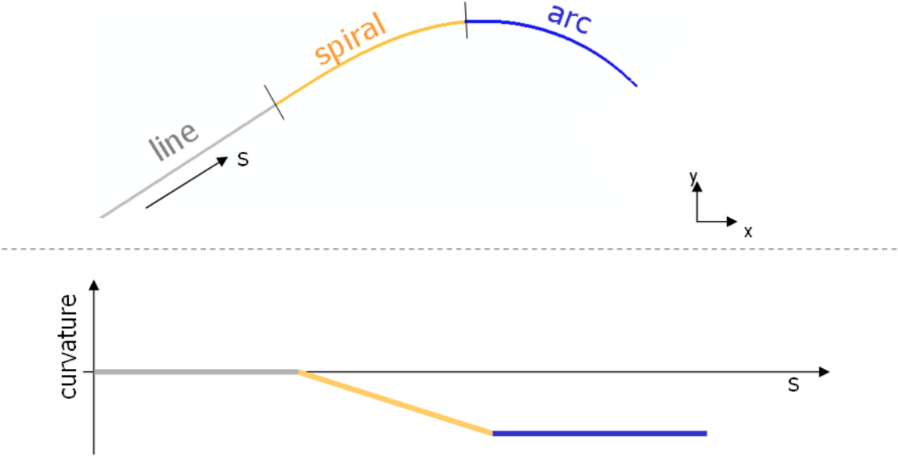 arc
spiral
line
S
y
x
curvature
S